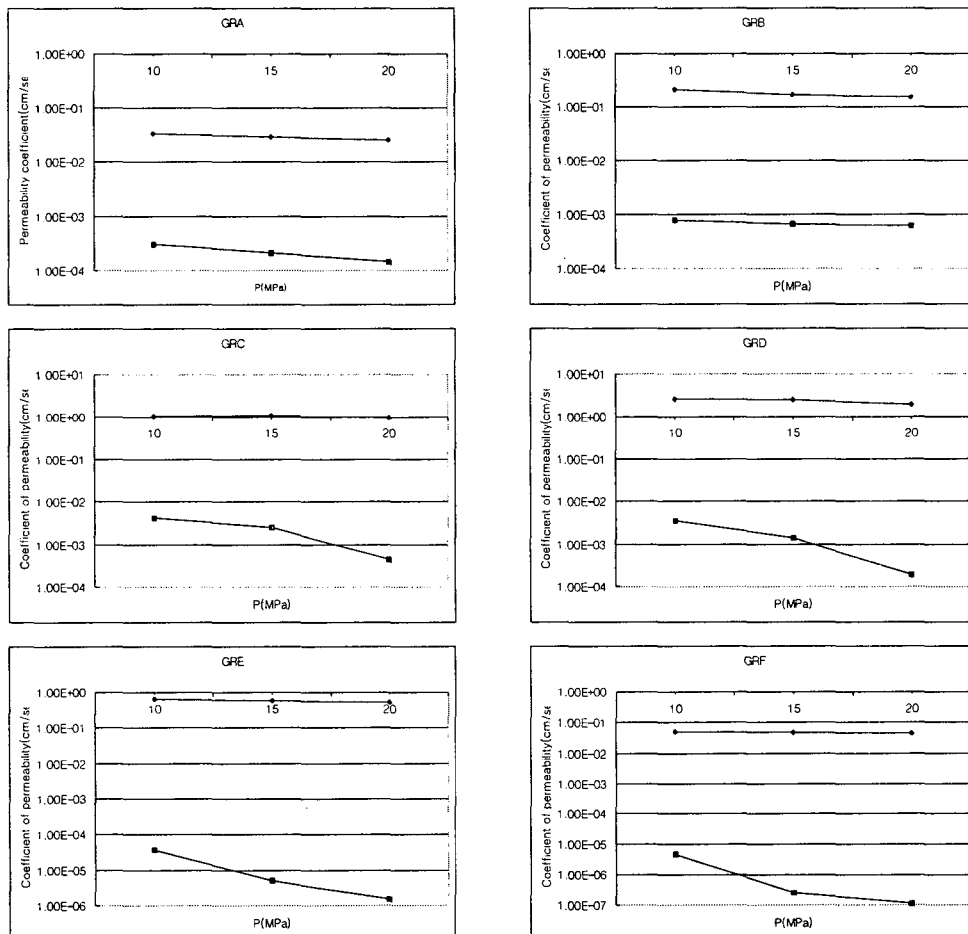 GRA
Permeability coefficient(cm/se
1.00E+00
1.00E-01
1 00E-02
1.00E-03
1 00E-04
10 15 20
P(MPa)
GRB
Coefficient of permeability(cm/se
1.00E+00
1.00E-01
1.00E-02
1.00E-03
1.00E-04
10 15 20
P(MPa)
GRC
Coefficient of permeability(cm/se
1 00E+01
1.00E+00
1.00E-01
1 00E-02
1.00E-03
1.00E-04
10 15 20
P(MPa)
GRD
Coefficient of permeability(cm/se
1 00E+01
1 00E+00
1.00E-01
1.00E-02
1.00E-03
1.00E-04
10 15 20
P(MPa)
GRE
Coefficient of permeability(cm/se
1.00E+00
1.00E-01
1.00E-02
1.00E-03
1 00E-04
1.00E-05
1.00E-06
10 15 20
P(MPa)
GRF
Coefficient of permeability(cm/se
1.00E+00
1.00E-01
1.00E-02
1.00E-03
1.00E-04
1.00E-05
1.00E-06
1.00E-07
10 15 20
P(MPa)